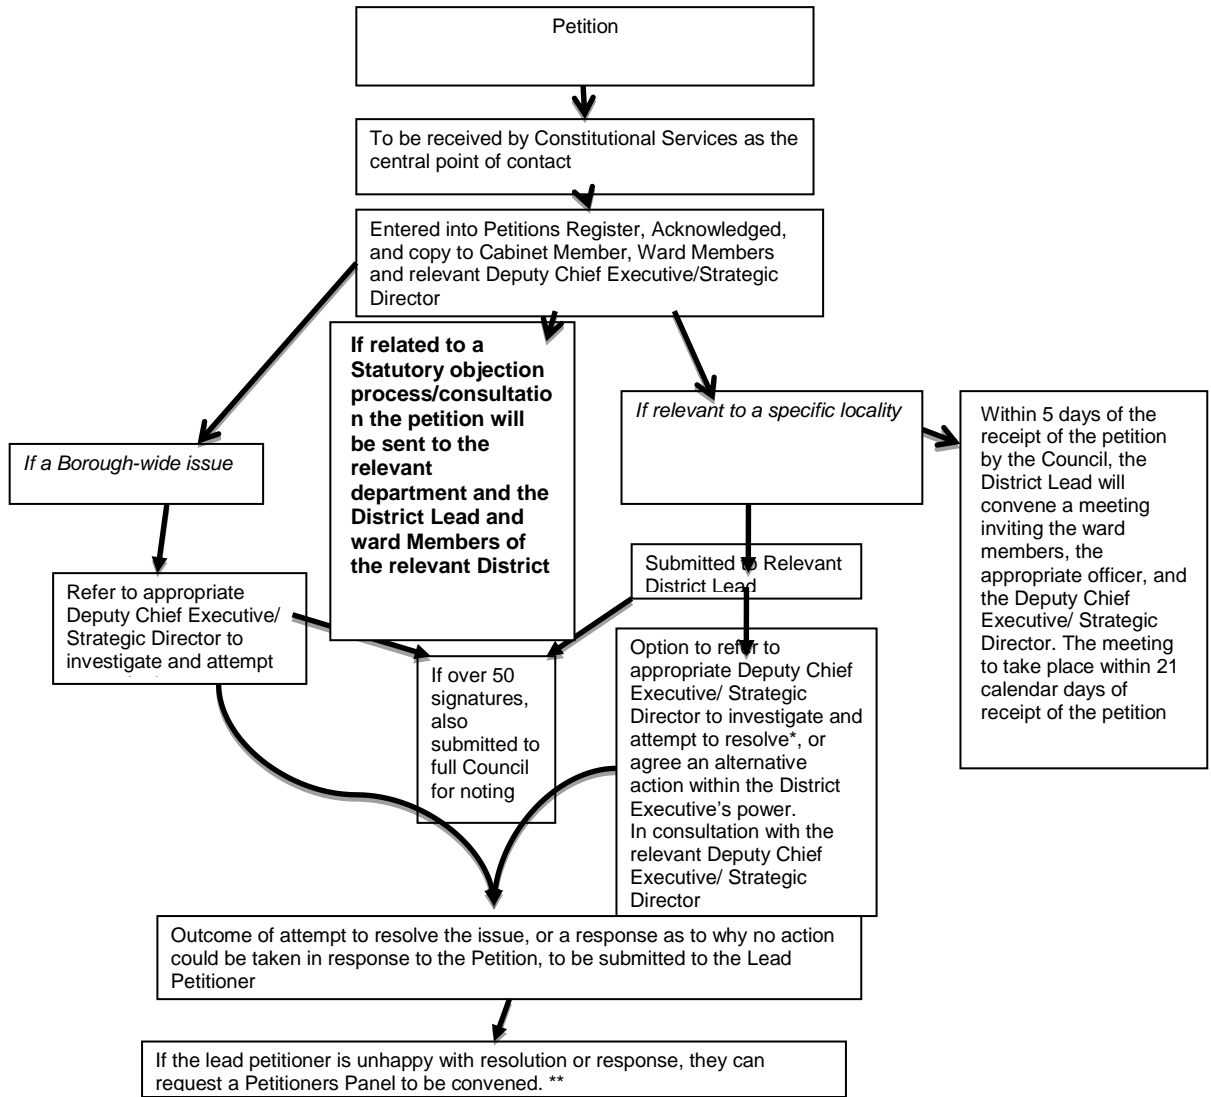 Petition
To be received by Constitutional Services as the
central point of contact
Entered into Petitions Register, Acknowledged,
and copy to Cabinet Member, Ward Members
and relevant Deputy Chief Executive/Strategic
Director
If related to a
Statutory objection
process/consultatio
n the petition will
be sent to the
relevant
department and the
District Lead and
ward Members of
the relevant District
If relevant to a specific locality
Within 5 days of the
receipt of the petition
by the Council, the
District Lead will
convene a meeting
inviting the ward
members, the
appropriate officer, and
the Deputy Chief
Executive/ Strategic
Director. The meeting
to take place within 21
calendar days of
receipt of the petition
If a Borough-wide issue
Submitted to Relevant
District Lead
Refer to appropriate
Deputy Chief Executive/
Strategic Director to
investigate and attempt
If over 50
signatures,
also
submitted to
full Council
for noting
Option to refer to
appropriate Deputy Chief
Executive/ Strategic
Director to investigate and
attempt to resolve*, or
agree an alternative
action within the District
Executive’s power.
In consultation with the
relevant Deputy Chief
Executive/ Strategic
Director
Outcome of attempt to resolve the issue, or a response as to why no action
could be taken in response to the Petition, to be submitted to the Lead
Petitioner
If the lead petitioner is unhappy with resolution or response, they can
request a Petitioners Panel to be convened. **